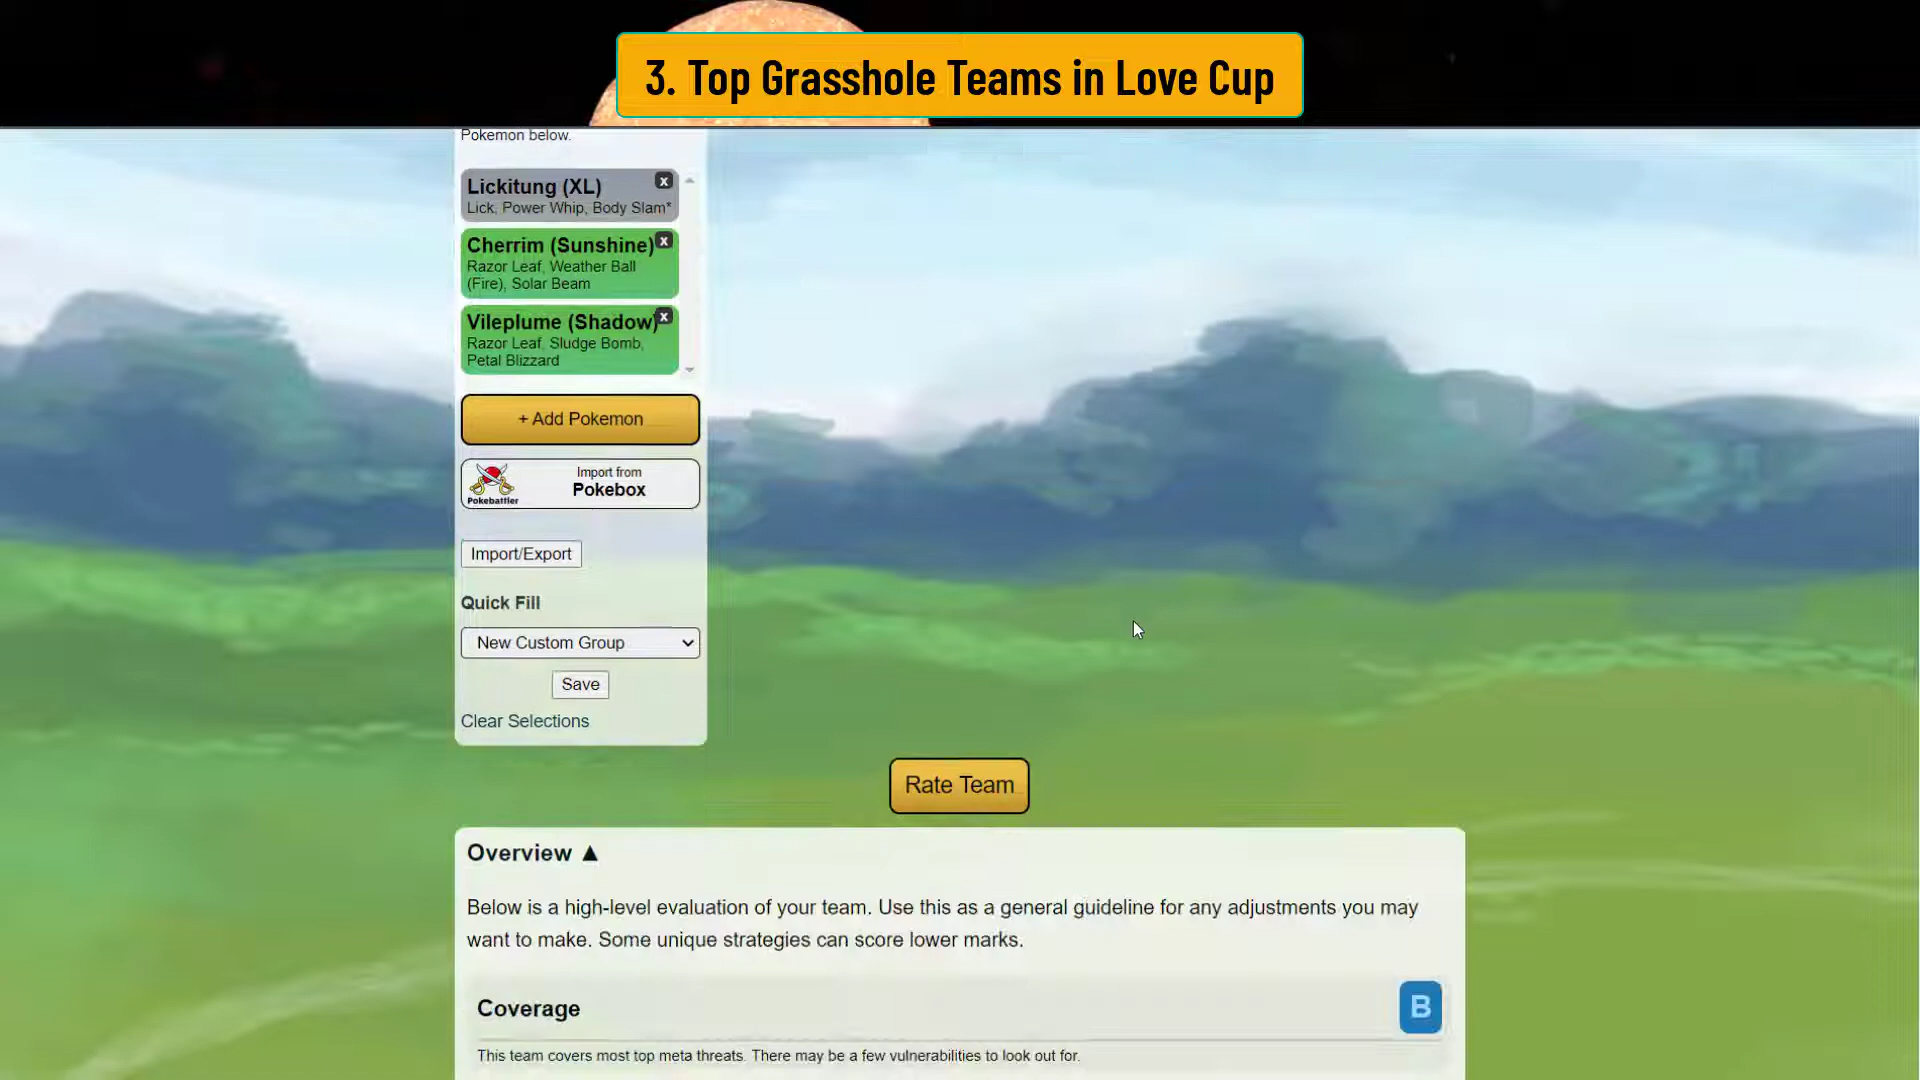 3. Top Grasshole Teams in Love Cup
Pokemon below.
Lickitung (XL)
x
Lick, Power Whip, Body Slam*
Cherrim (Sunshine)
x
Razor Leaf, Weather Ball
(Fire), Solar Beam
Vileplume (Shadow)
x
Razor Leaf, Sludge Bomb,
Petal Blizzard
+ Add Pokemon
Pokebattler
Import from
Pokebox
Import/Export
Quick Fill
New Custom Group
Save
Clear Selections
Rate Team
Overview ▲
Below is a high-level evaluation of your team. Use this as a general guideline for any adjustments you may
want to make. Some unique strategies can score lower marks.
Coverage
B
This team covers most top meta threats. There may be a few vulnerabilities to look out for.